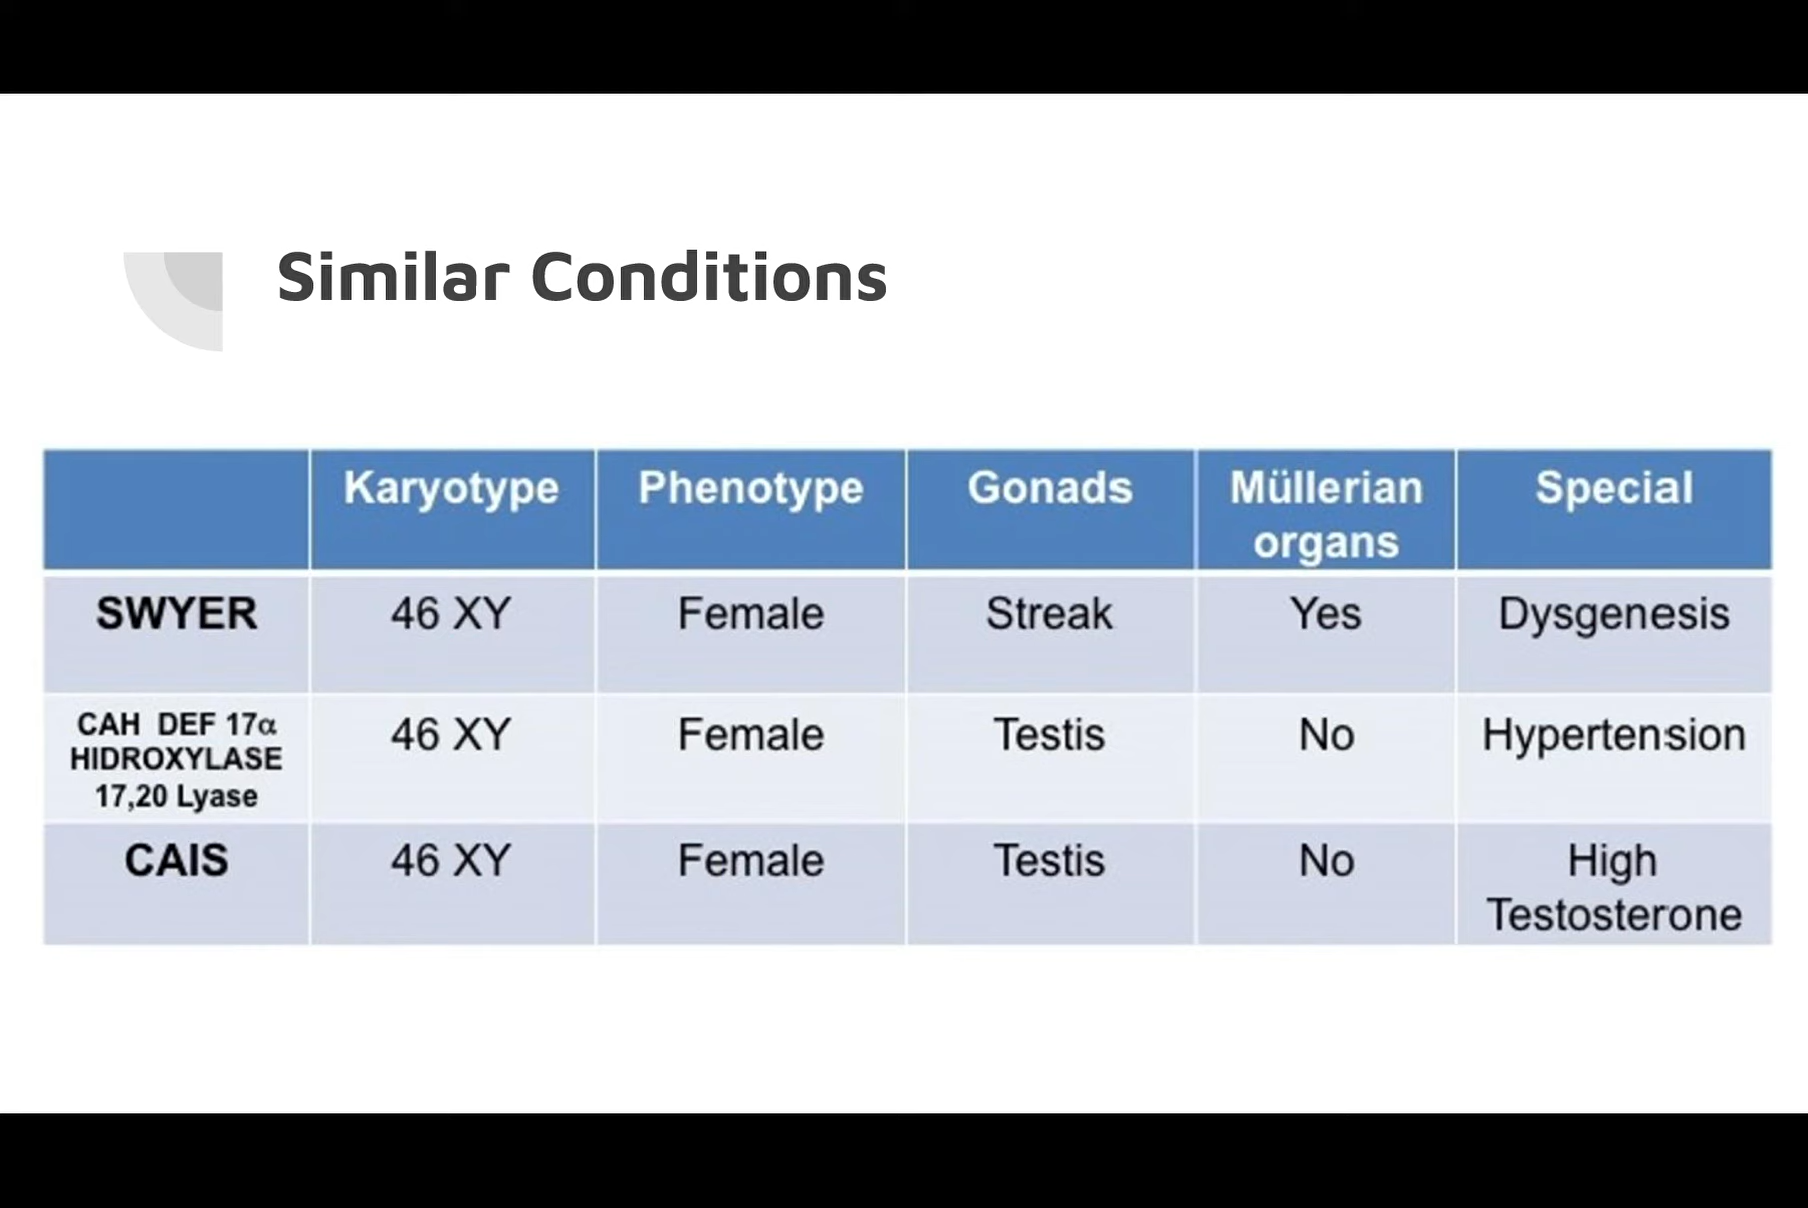 Similar Conditions
Karyotype Phenotype Gonads Müllerian organs Special
SWYER 46 XY Female Streak Yes Dysgenesis
CAH DEF 17α HIDROXYLASE 17,20 Lyase 46 XY Female Testis No Hypertension
CAIS 46 XY Female Testis No High Testosterone